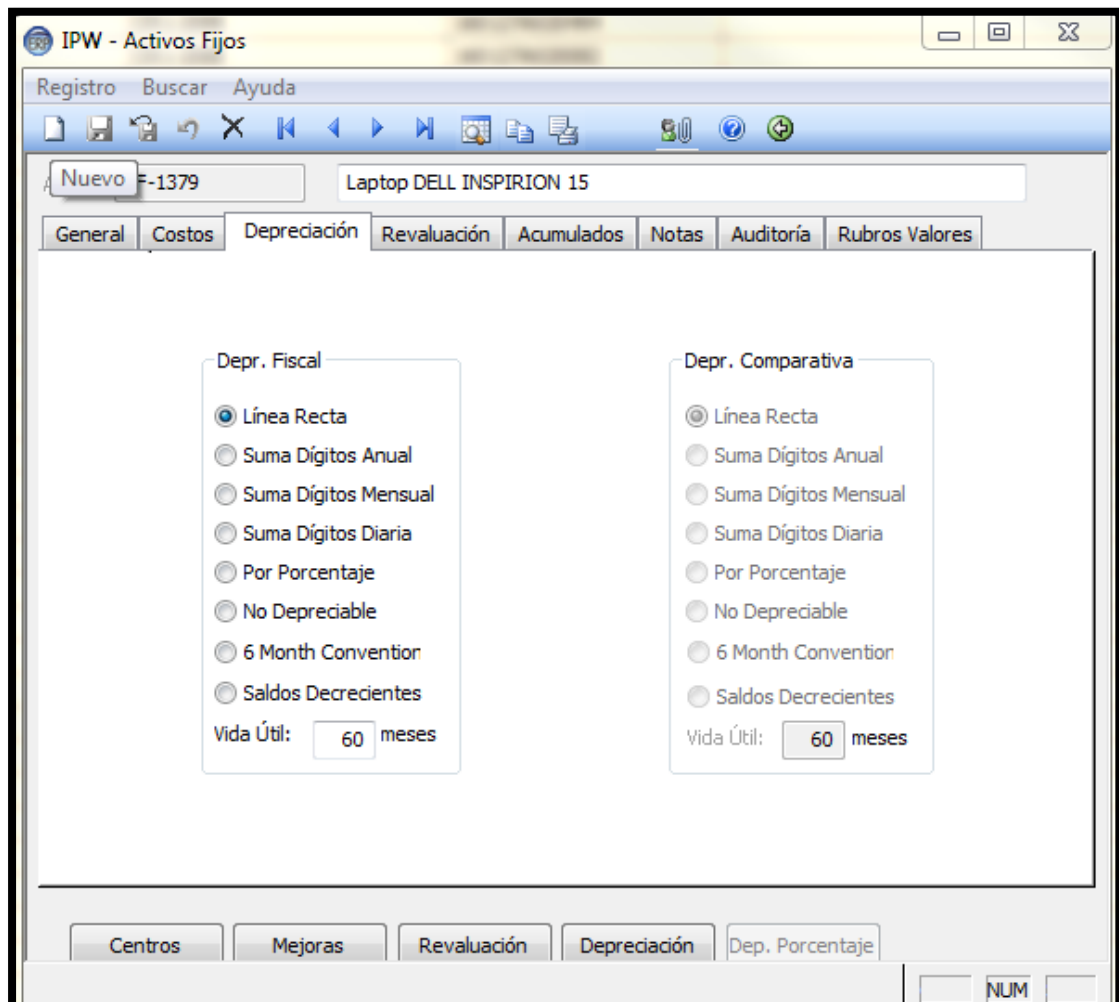 IPW - Activos Fijos
Registro Buscar Ayuda
Nuevo F-1379 Laptop DELL INSPIRION 15
General Costos Depreciación Revaluación Acumulados Notas Auditoría Rubros Valores
Depr. Fiscal
Línea Recta
Suma Dígitos Anual
Suma Dígitos Mensual
Suma Dígitos Diaria
Por Porcentaje
No Depreciable
6 Month Convention
Saldos Decrecientes
Vida Útil: 60 meses
Depr. Comparativa
Línea Recta
Suma Dígitos Anual
Suma Dígitos Mensual
Suma Dígitos Diaria
Por Porcentaje
No Depreciable
6 Month Convention
Saldos Decrecientes
Vida Útil: 60 meses
Centros Mejoras Revaluación Depreciación Dep. Porcentaje
NUM